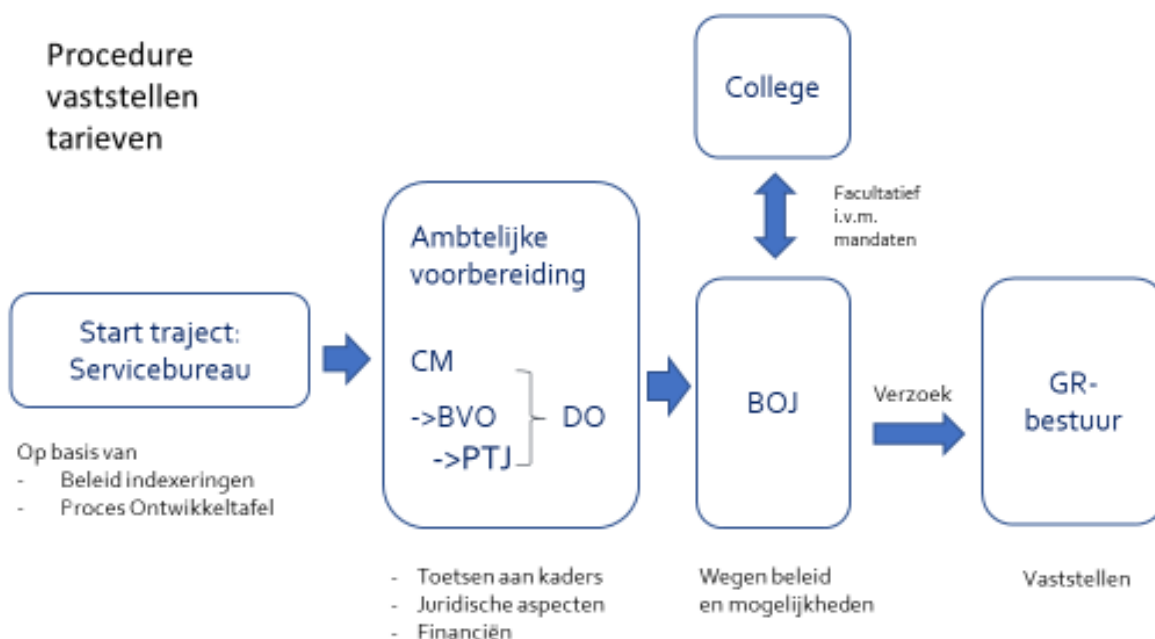 Procedure
vaststellen
tarieven
College
Facultatief
i.v.m.
mandaten
Start traject:
Servicebureau
Op basis van
- Beleid indexeringen
- Proces Ontwikkeltafel
Ambtelijke
voorbereiding
CM
->BVO
DO
->PTJ
- Toetsen aan kaders
- Juridische aspecten
- Financiën
BOJ
Wegen beleid
en mogelijkheden
Verzoek
GR-
bestuur
Vaststellen